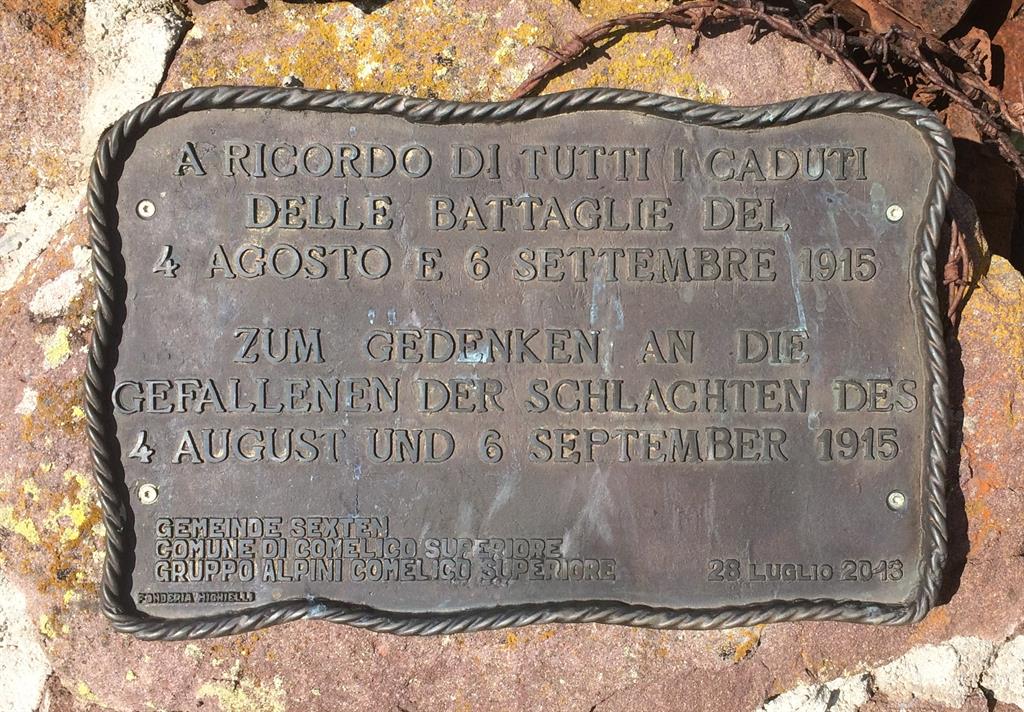 A RICORDO DI TUTTI I CADUTI
DELLE BATTAGLIE DEL
4 AGOSTO E 6 SETTEMBRE 1915
ZUM GEDENKEN AN DIE
GEFALLENEN DER SCHLACHTEN DES
4 AUGUST UND 6 SEPTEMBER 1915
GEMEINDE SEXTEN
COMUNE DI COMELICO SUPERIORE
GRUPPO ALPINI COMELICO SUPERIORE
28 LUGLIO 2013
FONDERIA